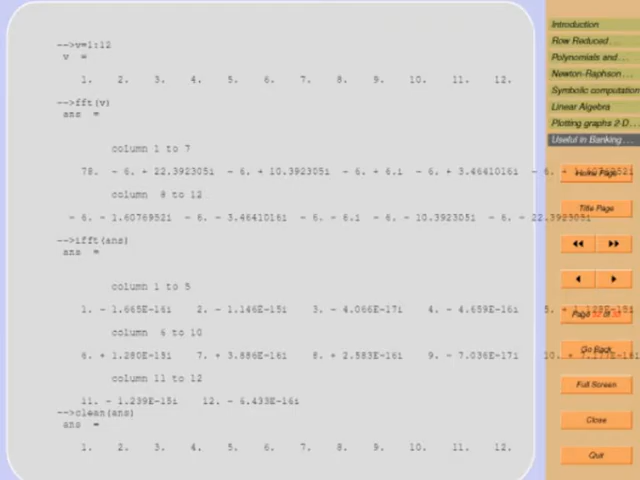 -->v=1:12
v =
1. 2. 3. 4. 5. 6. 7. 8. 9. 10. 11. 12.
-->fft(v)
ans =
column 1 to 7
78. - 6. + 22.392305i - 6. + 10.392305i - 6. + 6.i - 6. + 3.4641016i - 6. +
column 8 to 12
- 6. - 1.6076952i - 6. - 3.4641016i - 6. - 6.i - 6. - 10.392305i - 6. - 22.392305i
-->ifft(ans)
ans =
column 1 to 5
1. - 1.665E-16i 2. - 1.146E-15i 3. - 4.066E-17i 4. - 4.659E-16i 5. +
column 6 to 10
6. + 1.280E-15i 7. + 3.886E-16i 8. + 2.583E-16i 9. - 7.036E-17i 10. +
column 11 to 12
11. - 1.239E-15i 12. - 6.433E-16i
-->clean(ans)
ans =
1. 2. 3. 4. 5. 6. 7. 8. 9. 10. 11. 12.
Introduction
Row Reduced...
Polynomials and...
Newton-Raphson...
Symbolic computation
Linear Algebra
Plotting graphs 2-D...
Useful in Banking...
Home Page
Title Page
Page of
Go Back
Full Screen
Close
Quit